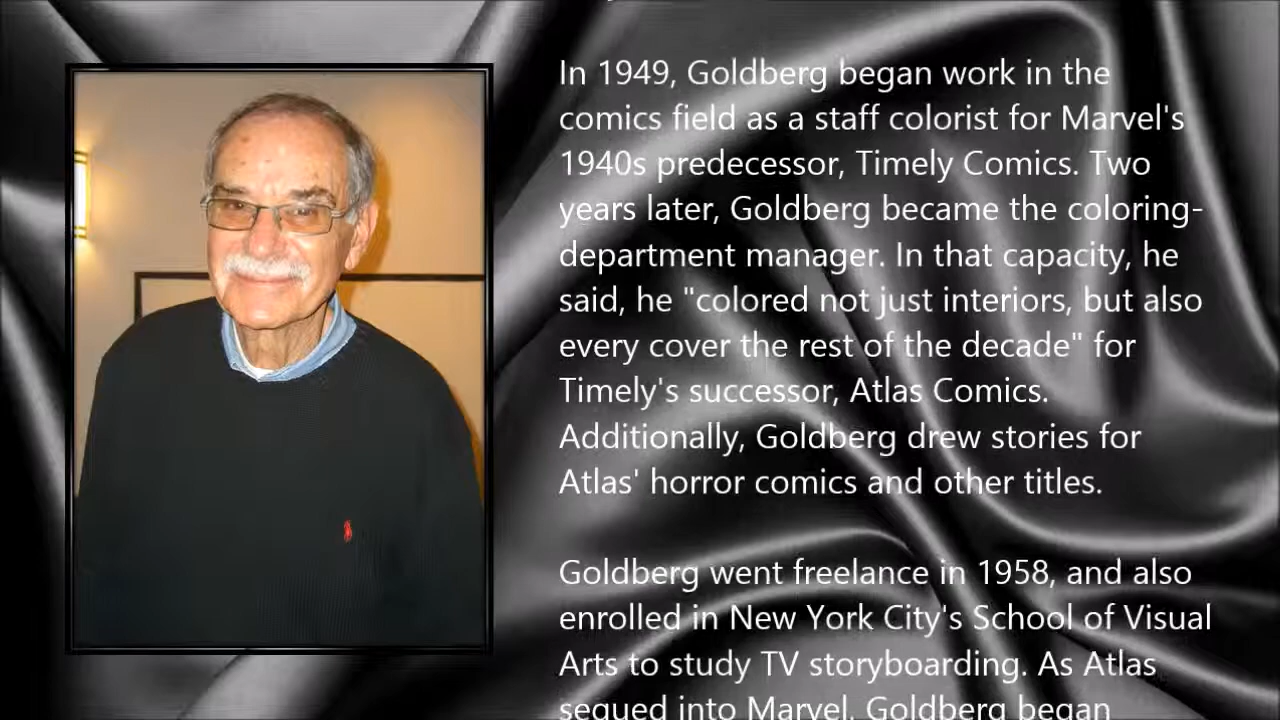 In 1949, Goldberg began work in the
comics field as a staff colorist for Marvel's
1940s predecessor, Timely Comics. Two
years later, Goldberg became the coloring-
department manager. In that capacity, he
said, he "colored not just interiors, but also
every cover the rest of the decade" for
Timely's successor, Atlas Comics.
Additionally, Goldberg drew stories for
Atlas' horror comics and other titles.
Goldberg went freelance in 1958, and also
enrolled in New York City's School of Visual
Arts to study TV storyboarding. As Atlas
segued into Marvel, Goldberg began